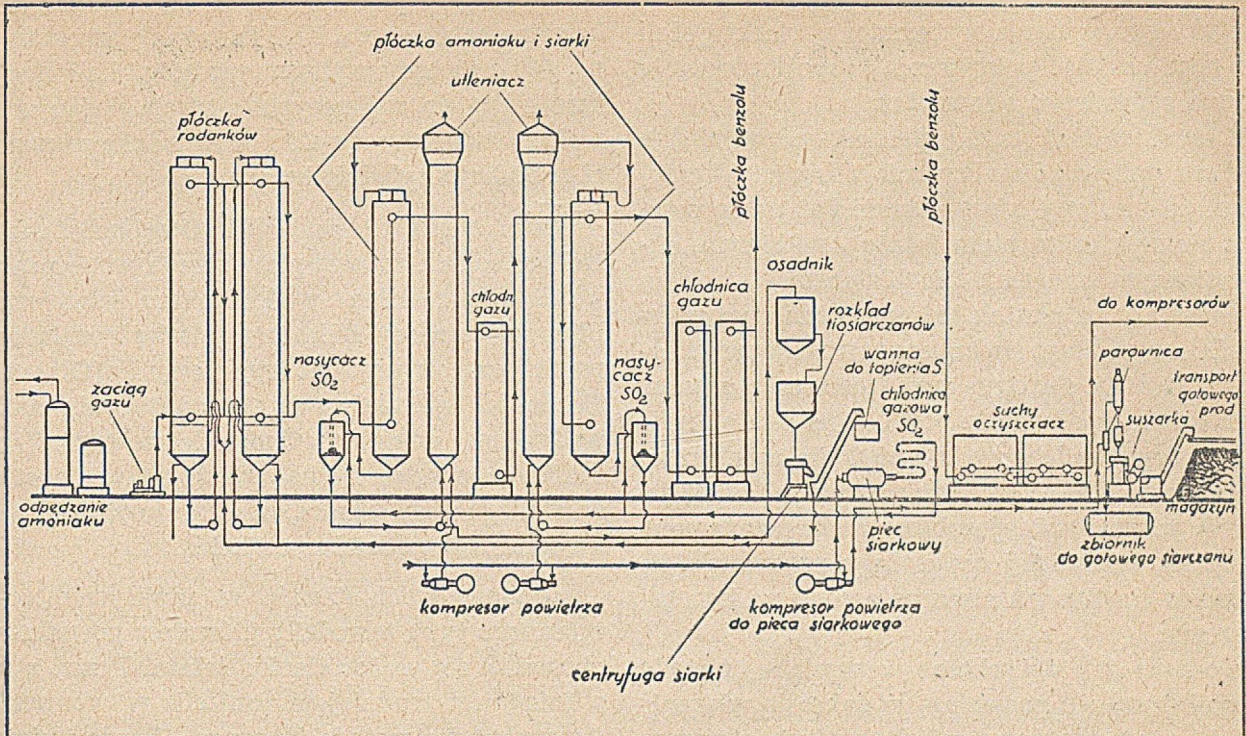 płóczka amoniaku i siarki
utleniacz
płóczka
rodanków
płóczka benzolu
płóczka benzolu
osadnik
chłodn.
gazu
chłodnica
gazu
rozkład
tiosiarczanów
do kompresorów
nasycacz
SO2
nasy-
cacz
SO2
wanna
do topienia S
parownica
transport
gotowego
prod
zaciąg
gazu
chłodnica
gazowa
SO2
suchy
oczyszczacz
suszarka
odpędzanie
amoniaku
magazyn
piec
siarkowy
zbiornik
do gotowego siarczanu
kompresor powietrza
kompresor powietrza
do pieca siarkowego
centryfuga siarki